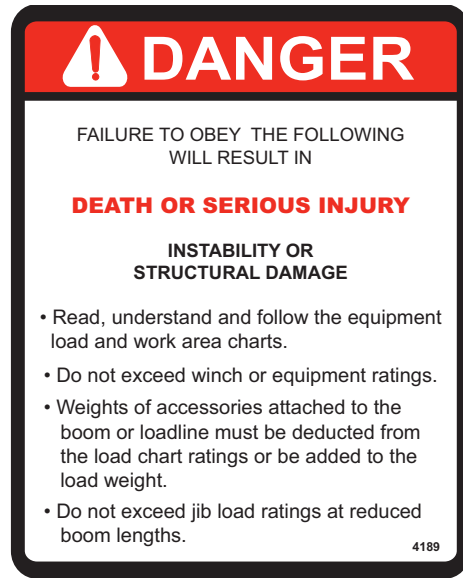 DANGER
FAILURE TO OBEY THE FOLLOWING
WILL RESULT IN
DEATH OR SERIOUS INJURY
INSTABILITY OR
STRUCTURAL DAMAGE
• Read, understand and follow the equipment
load and work area charts.
• Do not exceed winch or equipment ratings.
• Weights of accessories attached to the
boom or loadline must be deducted from
the load chart ratings or be added to the
load weight.
• Do not exceed jib load ratings at reduced
boom lengths.
4189